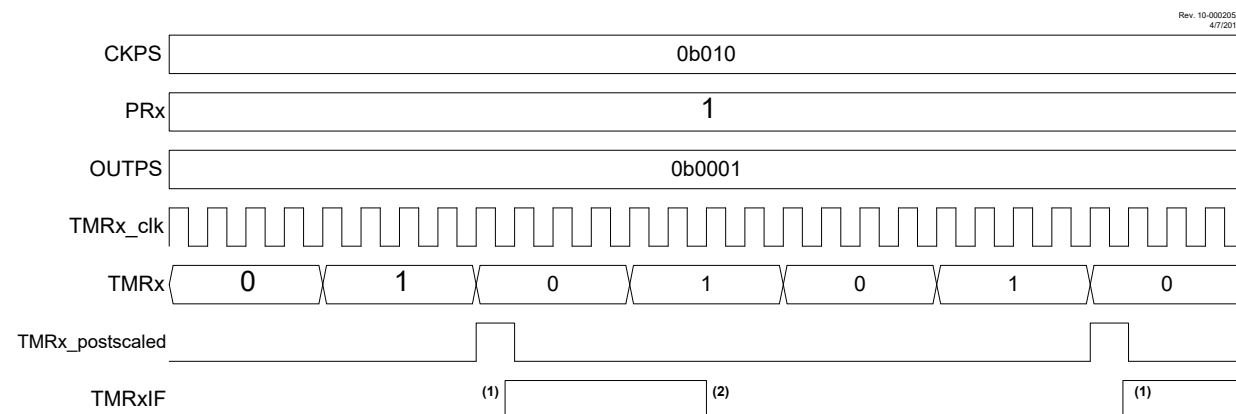 Rev. 10-000205
4/7/201
CKPS 0b010
PRx 1
OUTPS 0b0001
TMRx_clk
TMRx 0 1 0 1 0 1 0
TMRx_postscaled
TMRxIF (1) (2) (1)